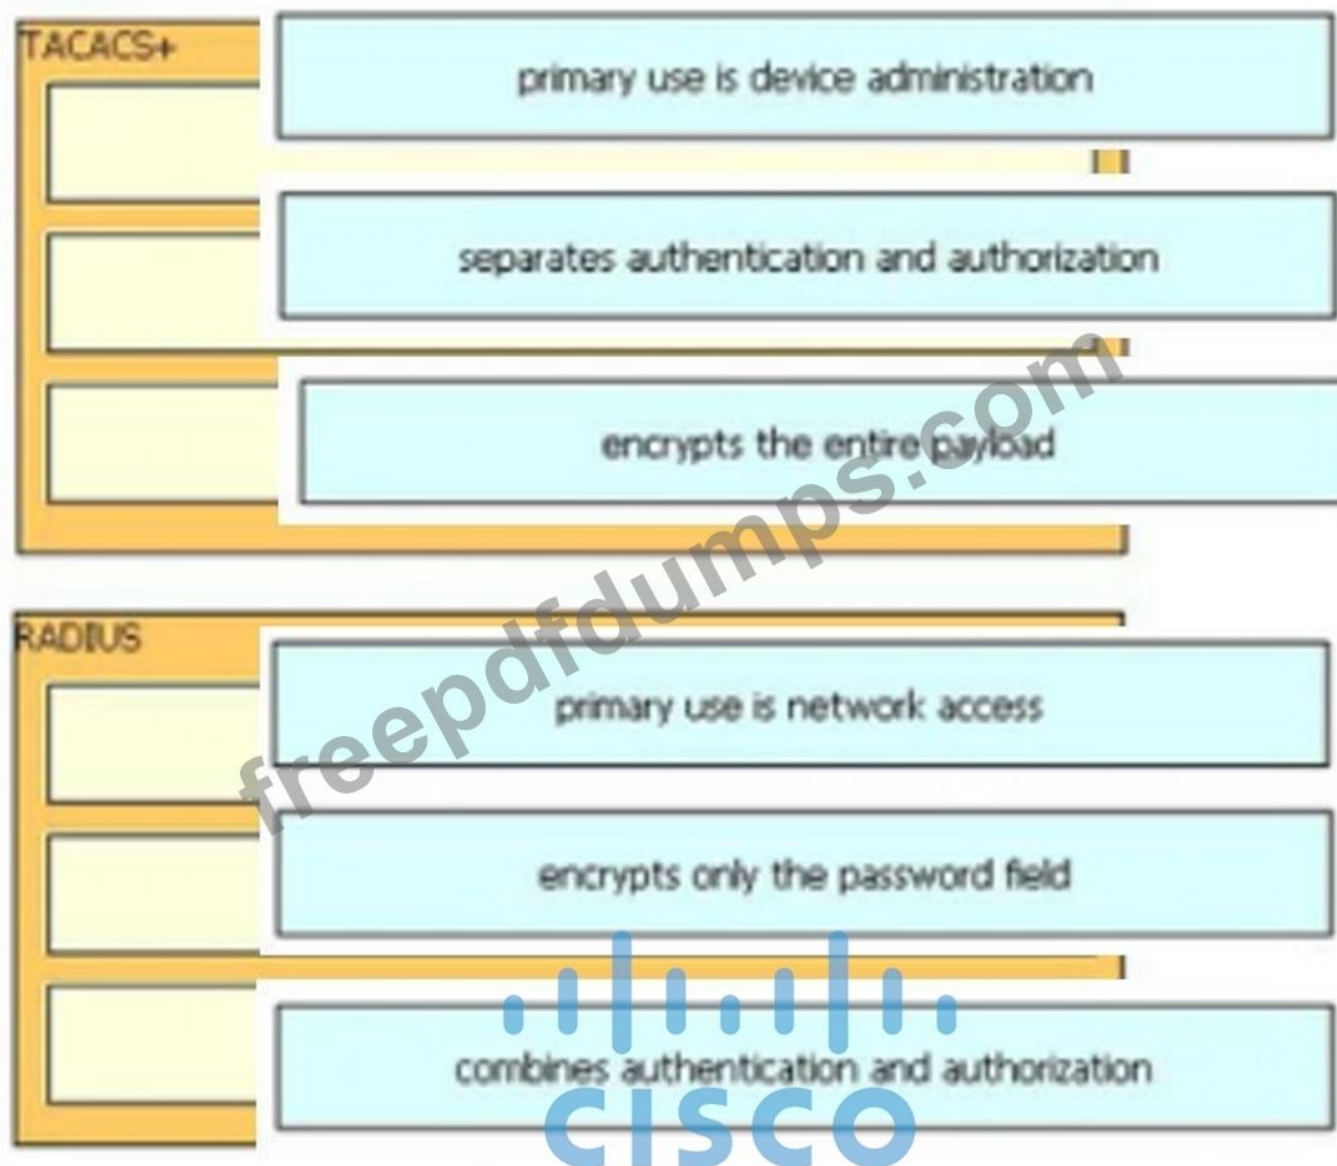 TACACS+
primary use is device administration
separates authentication and authorization
encrypts the entire payload
freepdfdumps.com
RADIUS
primary use is network access
encrypts only the password field
combines authentication and authorization
CISCO